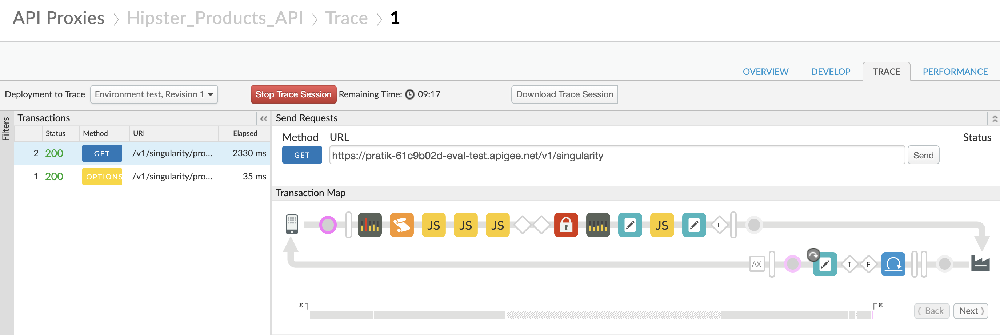 API Proxies > Hipster_Products_API > Trace > 1
OVERVIEW DEVELOP TRACE PERFORMANCE
Deployment to Trace Environment test, Revision 1 Stop Trace Session Remaining Time: 09:17 Download Trace Session
Filters
Transactions
Status Method URI Elapsed
2 200 GET /v1/singularity/pro... 2330 ms
1 200 OPTIONS /v1/singularity/pro... 35 ms
Send Requests
Method URL Status
GET https://pratik-61c9b02d-eval-test.apigee.net/v1/singularity Send
Transaction Map
JS JS JS F T JS F
AX T F
ε ε
Back Next